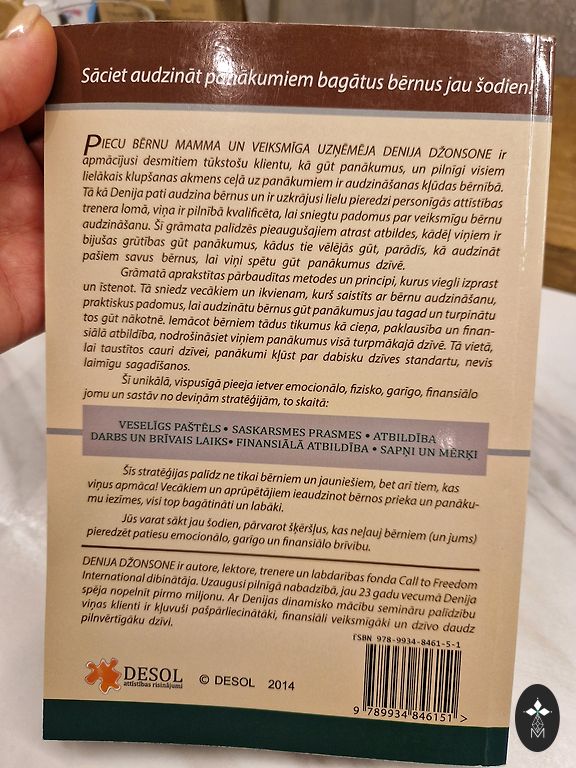 Sāciet audzināt panākumiem bagātus bērnus jau šodien!
PIECU BĒRNU MAMMA UN VEIKSMĪGA UZŅĒMĒJA DENIJA DŽONSONE ir
apmācījusi desmitiem tūkstošu klientu, kā gūt panākumus, un pilnīgi visiem
lielākais klupšanas akmens ceļā uz panākumiem ir audzināšanas kļūdas bērnībā.
Tā kā Denija pati audzina bērnus un ir uzkrājusi lielu pieredzi personīgās attīstības
trenera lomā, viņa ir pilnībā kvalificēta, lai sniegtu padomus par veiksmīgu bērnu
audzināšanu. Šī grāmata palīdzēs pieaugušajiem atrast atbildes, kādēļ viņiem ir
bijušas grūtības gūt panākumus, kādus tie vēlējās gūt, parādīs, kā audzināt
pašiem savus bērnus, lai viņi spētu gūt panākumus dzīvē.
Grāmatā aprakstītas pārbaudītas metodes un principi, kurus viegli izprast
un īstenot. Tā sniedz vecākiem un ikvienam, kurš saistīts ar bērnu audzināšanu,
praktiskus padomus, lai audzinātu bērnus gūt panākumus jau tagad un turpinātu
tos gūt nākotnē. Iemācot bērniem tādus tikumus kā cieņa, paklausība un finan-
siālā atbildība, nodrošināsiet viņiem panākumus visā turpmākajā dzīvē. Tā vietā,
lai taustītos cauri dzīvei, panākumi kļūst par dabisku dzīves standartu, nevis
laimīgu sagadīšanos.
Šī unikālā, vispusīgā pieeja ietver emocionālo, fizisko, garīgo, finansiālo
jomu un sastāv no deviņām stratēģijām, to skaitā:
VESELĪGS PAŠTĒLS • SASKARSMES PRASMES • ATBILDĪBA
DARBS UN BRĪVAIS LAIKS • FINANSIĀLĀ ATBILDĪBA • SAPŅI UN MĒRĶI
Šīs stratēģijas palīdz ne tikai bērniem un jauniešiem, bet arī tiem, kas
viņus apmāca! Vecākiem un aprūpētājiem ieaudzinot bērnos prieka un panāku-
mu iezīmes, visi top bagātināti un labāki.
Jūs varat sākt jau šodien, pārvarot šķēršļus, kas neļauj bērniem (un jums)
pieredzēt patiesu emocionālo, garīgo un finansiālo brīvību.
DENIJA DŽONSONE ir autore, lektore, trenere un labdarības fonda Call to Freedom
International dibinātāja. Uzaugusi pilnīgā nabadzībā, jau 23 gadu vecumā Denija
spēja nopelnīt pirmo miljonu. Ar Denijas dinamisko mācību semināru palīdzību
viņas klienti ir kļuvuši pašpārliecinātāki, finansiāli veiksmīgāki un dzīvo daudz
pilnvērtīgāku dzīvi.
ISBN 978-9934-8461-5-1
DESOL
attīstības risinājumi
© DESOL 2014
9 789934 846151 >